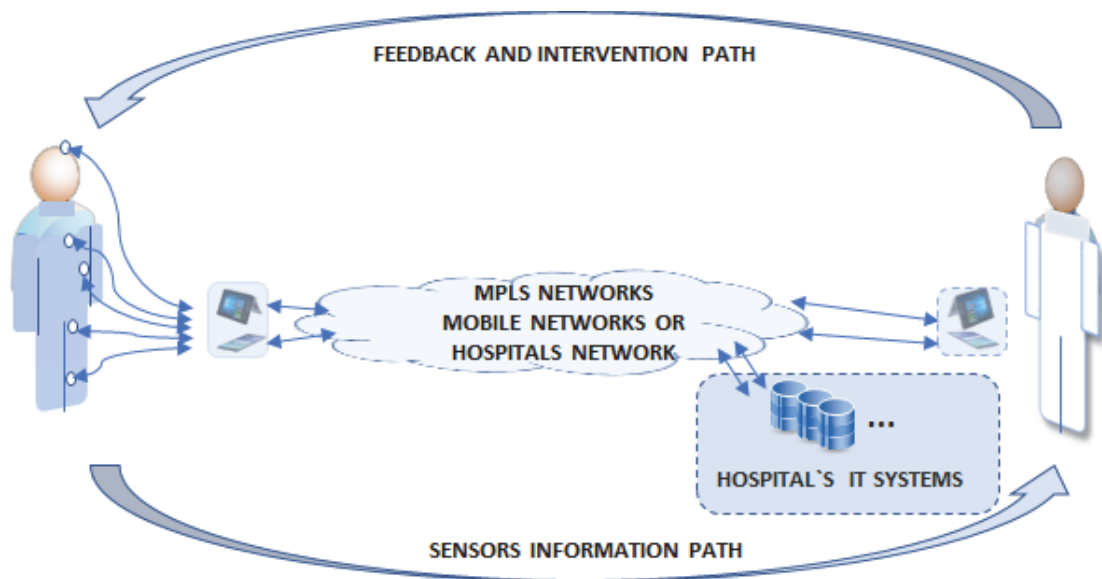 FEEDBACK AND INTERVENTION PATH
MPLS NETWORKS
MOBILE NETWORKS OR
HOSPITALS NETWORK
...
HOSPITAL`S IT SYSTEMS
SENSORS INFORMATION PATH